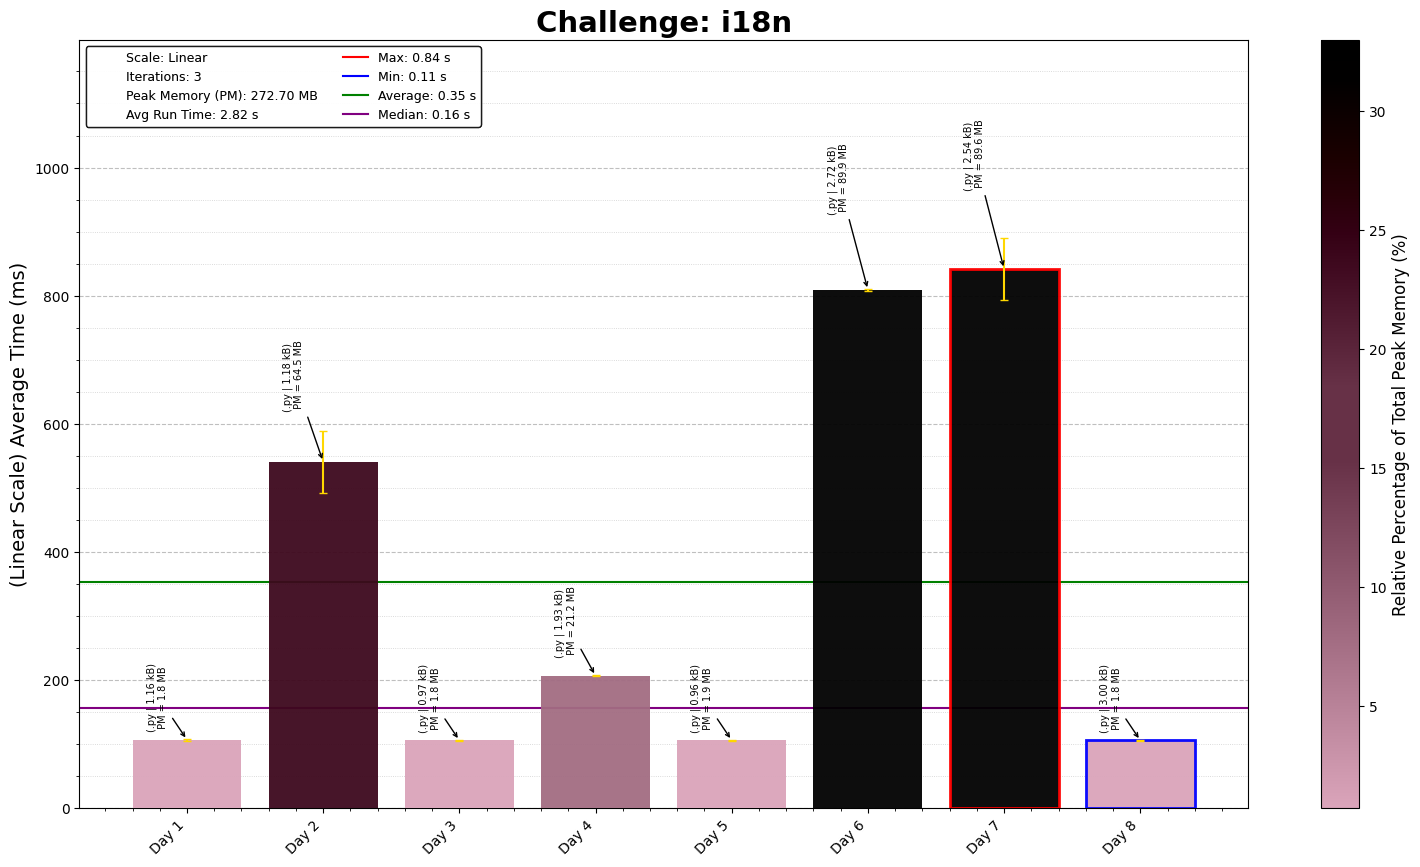 Challenge: i18n
Scale: Linear
Iterations: 3
Peak Memory (PM): 272.70 MB
Avg Run Time: 2.82 s
Max: 0.84 s
Min: 0.11 s
Average: 0.35 s
Median: 0.16 s
(Linear Scale) Average Time (ms)
1000
800
600
400
200
0
(.py | 1.16 kB)
PM = 1.8 MB
(.py | 1.18 kB)
PM = 64.5 MB
(.py | 0.97 kB)
PM = 1.8 MB
(.py | 1.93 kB)
PM = 21.2 MB
(.py | 0.96 kB)
PM = 1.9 MB
(.py | 2.72 kB)
PM = 89.9 MB
(.py | 2.54 kB)
PM = 89.6 MB
(.py | 3.00 kB)
PM = 1.8 MB
Day 1
Day 2
Day 3
Day 4
Day 5
Day 6
Day 7
Day 8
30
25
20
15
10
5
Relative Percentage of Total Peak Memory (%)